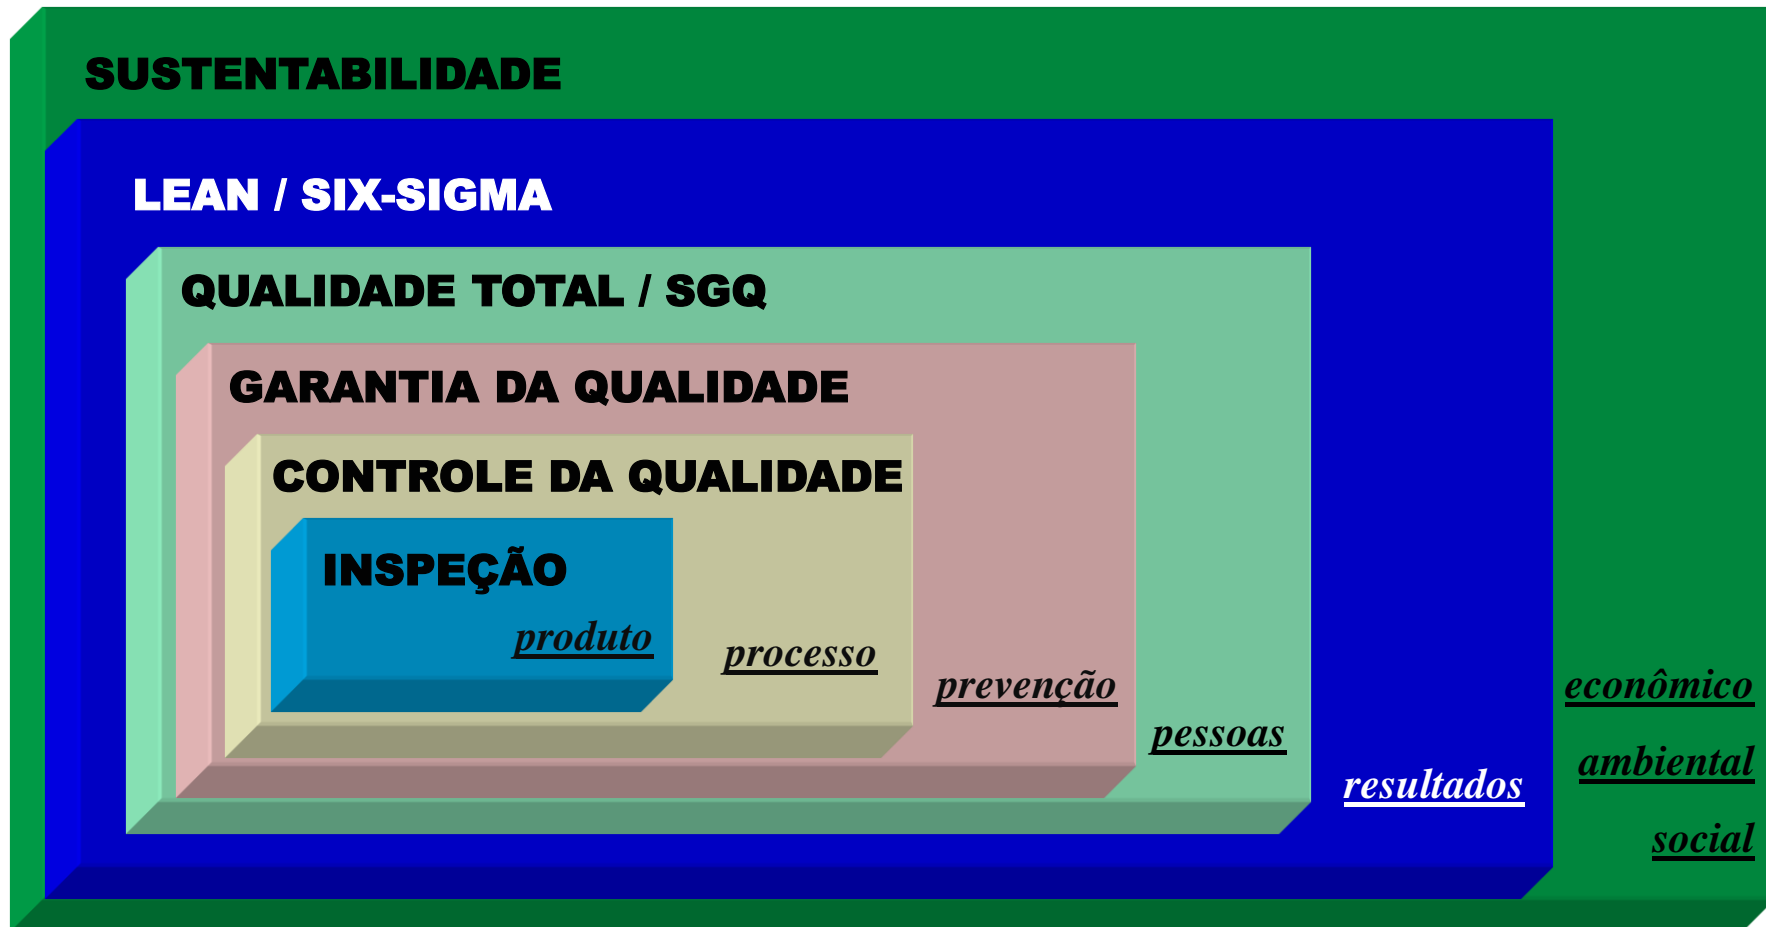 SUSTENTABILIDADE
LEAN / SIX-SIGMA
QUALIDADE TOTAL / SGQ
GARANTIA DA QUALIDADE
CONTROLE DA QUALIDADE
INSPEÇÃO
produto
processo
prevenção
pessoas
resultados
econômico
ambiental
social